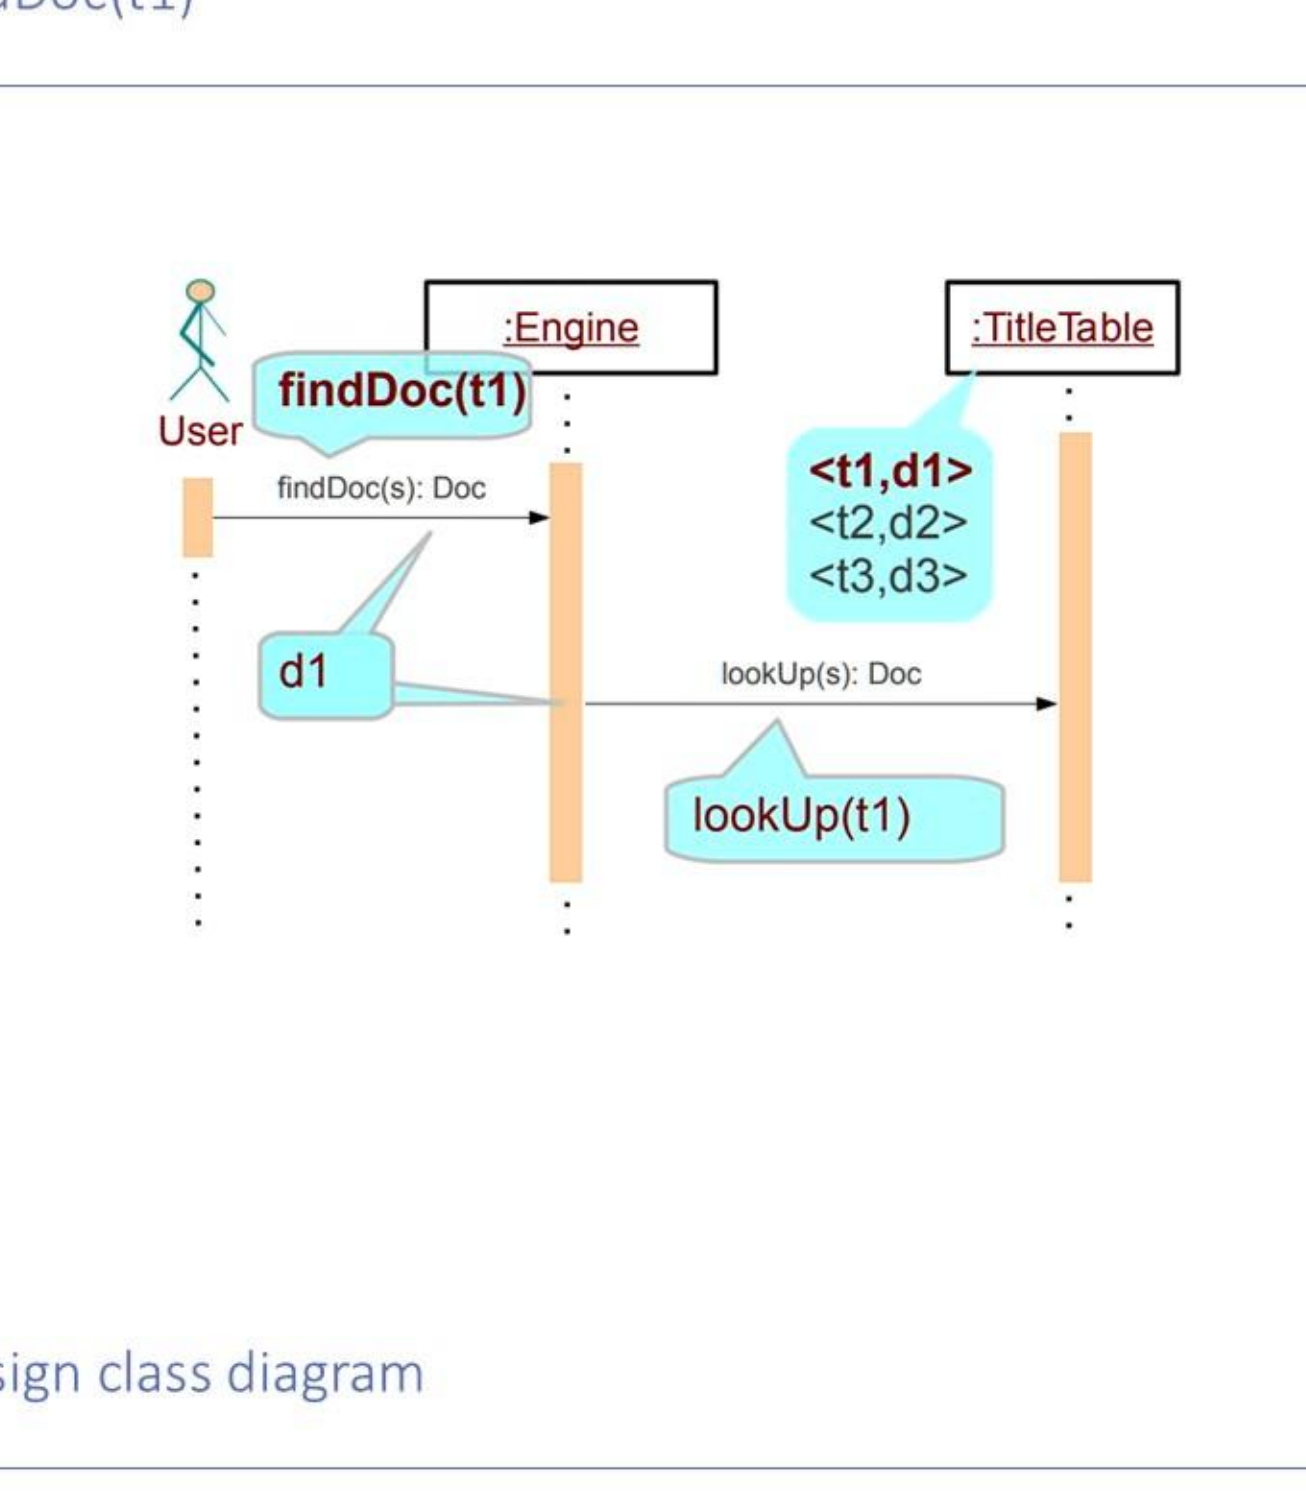 :Engine
:TitleTable
findDoc(t1)
User
<t1,d1>
findDoc(s): Doc
<t2,d2>
<t3,d3>
d1
lookUp(s): Doc
lookUp(t1)
class diagram